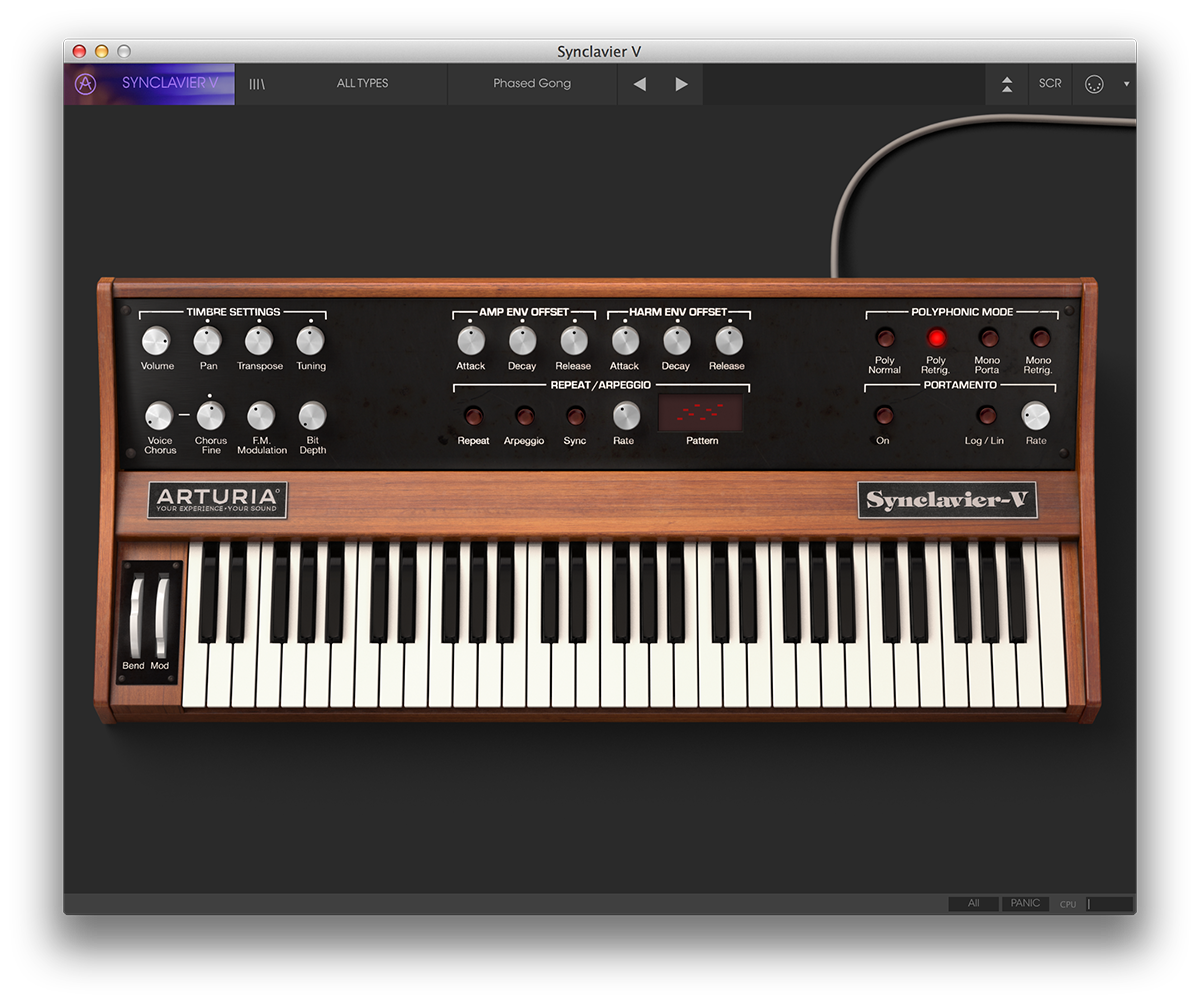 Synclavier V
SYNCLAVIER V
ALL TYPES
Phased Gong
SCR
TIMBRE SETTINGS
AMP ENV OFFSET
HARM ENV OFFSET
POLYPHONIC MODE
Volume
Pan
Transpose
Tuning
Attack
Decay
Release
Attack
Decay
Release
Poly
Normal
Poly
Retrig.
Mono
Porta
Mono
Retrig.
REPEAT/ARPEGGIO
PORTAMENTO
Voice
Chorus
Chorus
Fine
F.M.
Modulation
Bit
Depth
Repeat
Arpeggio
Sync
Rate
Pattern
On
Log / Lin
Rate
ARTURIA
YOUR EXPERIENCE • YOUR SOUND
Synclavier-V
Bend
Mod
All
PANIC
CPU